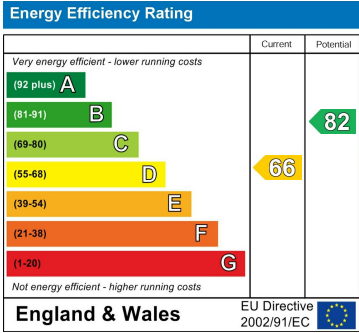 Energy Efficiency Rating
Current Potential
Very energy efficient - lower running costs
(92 plus) A
(81-91) B
82
(69-80) C
(55-68) D
66
(39-54) E
(21-38) F
(1-20) G
Not energy efficient - higher running costs
England & Wales
EU Directive
2002/91/EC